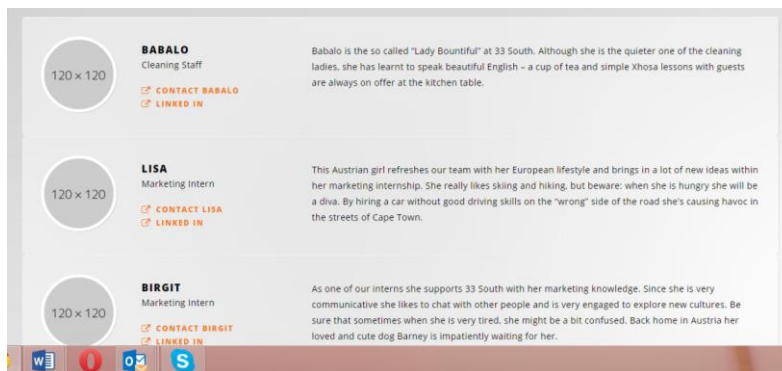 120 × 120
BABALO
Cleaning Staff
CONTACT BABALO
LINKED IN
Babalo is the so called “Lady Bountiful” at 33 South. Although she is the quieter one of the cleaning
ladies, she has learnt to speak beautiful English – a cup of tea and simple Xhosa lessons with guests
are always on offer at the kitchen table.
120 × 120
LISA
Marketing Intern
CONTACT LISA
LINKED IN
This Austrian girl refreshes our team with her European lifestyle and brings in a lot of new ideas within
her marketing internship. She really likes skiing and hiking, but beware: when she is hungry she will be
a diva. By hiring a car without good driving skills on the “wrong” side of the road she's causing havoc in
the streets of Cape Town.
120 × 120
BIRGIT
Marketing Intern
CONTACT BIRGIT
LINKED IN
As one of our interns she supports 33 South with her marketing knowledge. Since she is very
communicative she likes to chat with other people and is very engaged to explore new cultures. Be
sure that sometimes when she is very tired, she might be a bit confused. Back home in Austria her
loved and cute dog Barney is impatiently waiting for her.